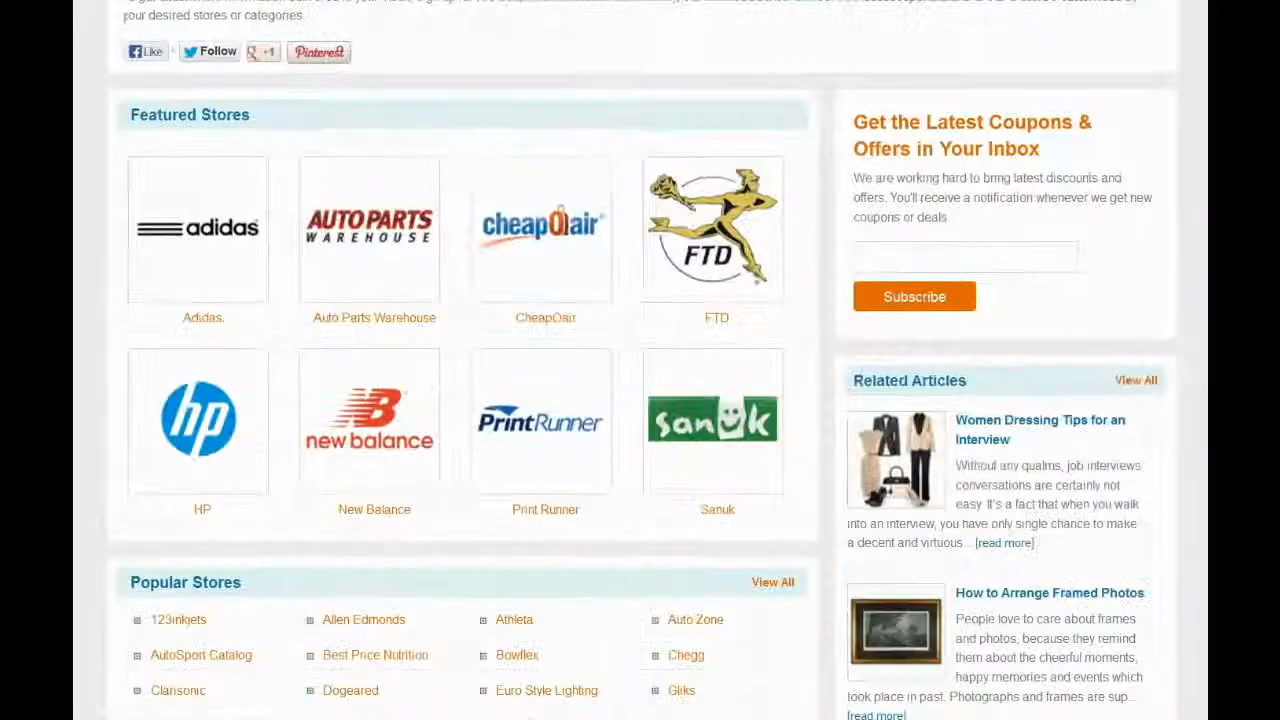 your desired stores or categories.
Like Follow +1 Pinterest
Featured Stores
adidas
AUTO PARTS
WAREHOUSE
cheapOair
FTD
Adidas.
Auto Parts Warehouse
CheapOair
FTD
hp
new balance
PrintRunner
sanuk
HP
New Balance
Print Runner
Sanuk
Popular Stores
View All
123inkjets
Allen Edmonds
Athleta
Auto Zone
AutoSport Catalog
Best Price Nutrition
Bowflex
Chegg
Clarisonic
Dogeared
Euro Style Lighting
Gliks
Get the Latest Coupons &
Offers in Your Inbox
We are working hard to bring latest discounts and
offers. You'll receive a notification whenever we get new
coupons or deals
Subscribe
Related Articles
View All
Women Dressing Tips for an
Interview
Without any qualms, job interviews
conversations are certainly not
easy. It's a fact that when you walk
into an interview, you have only single chance to make
a decent and virtuous... [read more]
How to Arrange Framed Photos
People love to care about frames
and photos, because they remind
them about the cheerful moments,
happy memories and events which
took place in past. Photographs and frames are sup...
[read more]